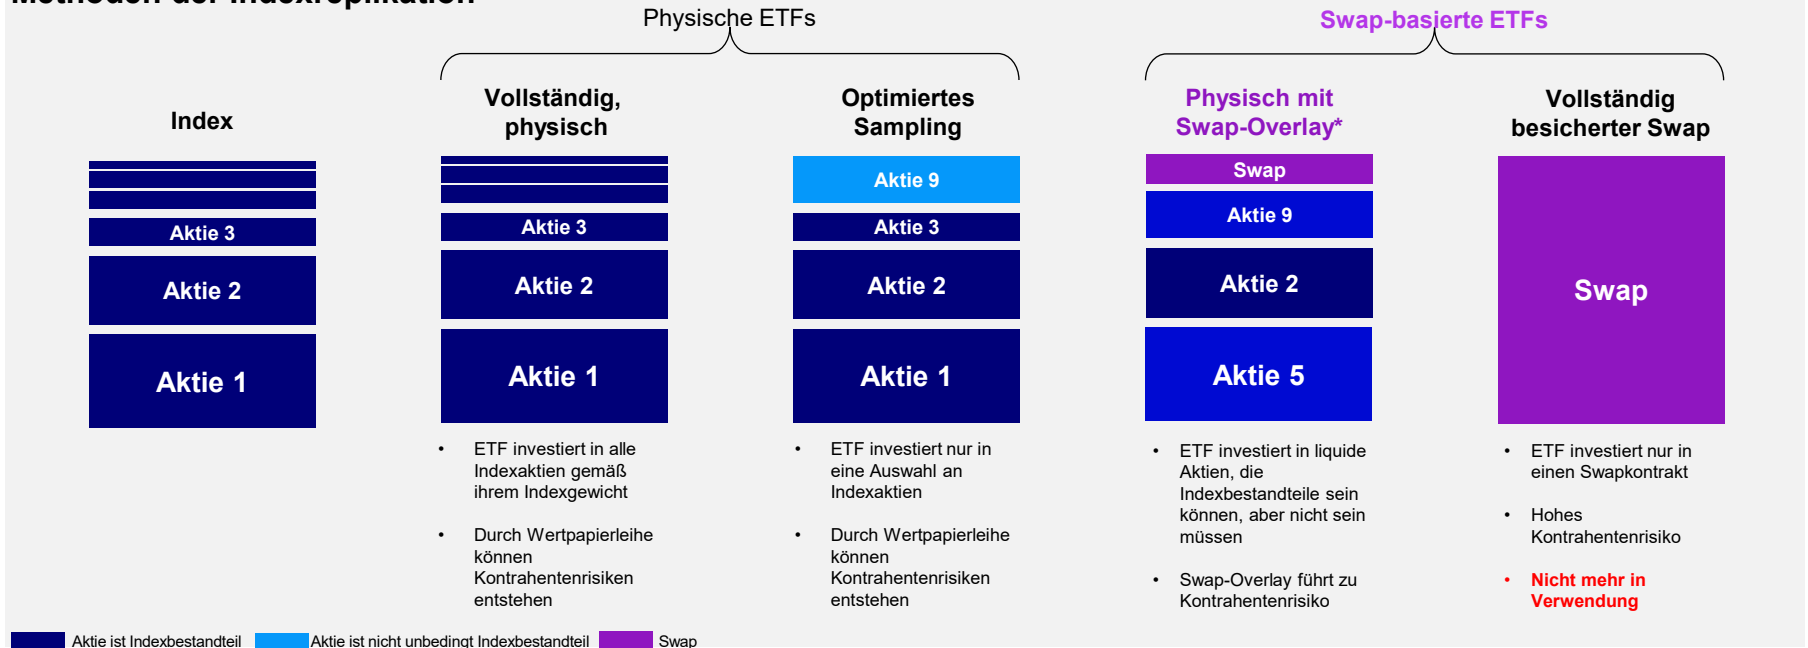 Methoden der Indexreplikation
Physische ETFs
Swap-basierte ETFs
Index
Vollständig,
physisch
Optimiertes
Sampling
Physisch mit
Swap-Overlay*
Vollständig
besicherter Swap
Aktie 3
Aktie 2
Aktie 1
Aktie 3
Aktie 2
Aktie 1
Aktie 9
Aktie 3
Aktie 2
Aktie 1
Swap
Aktie 9
Aktie 2
Aktie 5
Swap
• ETF investiert in alle
Indexaktien gemäß
ihrem Indexgewicht
• Durch Wertpapierleihe
können
Kontrahentenrisiken
entstehen
• ETF investiert nur in
eine Auswahl an
Indexaktien
• Durch Wertpapierleihe
können
Kontrahentenrisiken
entstehen
• ETF investiert in liquide
Aktien, die
Indexbestandteile sein
können, aber nicht sein
müssen
• Swap-Overlay führt zu
Kontrahentenrisiko
• ETF investiert nur in
einen Swapkontrakt
• Hohes
Kontrahentenrisiko
• Nicht mehr in
Verwendung
Aktie ist Indexbestandteil
Aktie ist nicht unbedingt Indexbestandteil
Swap